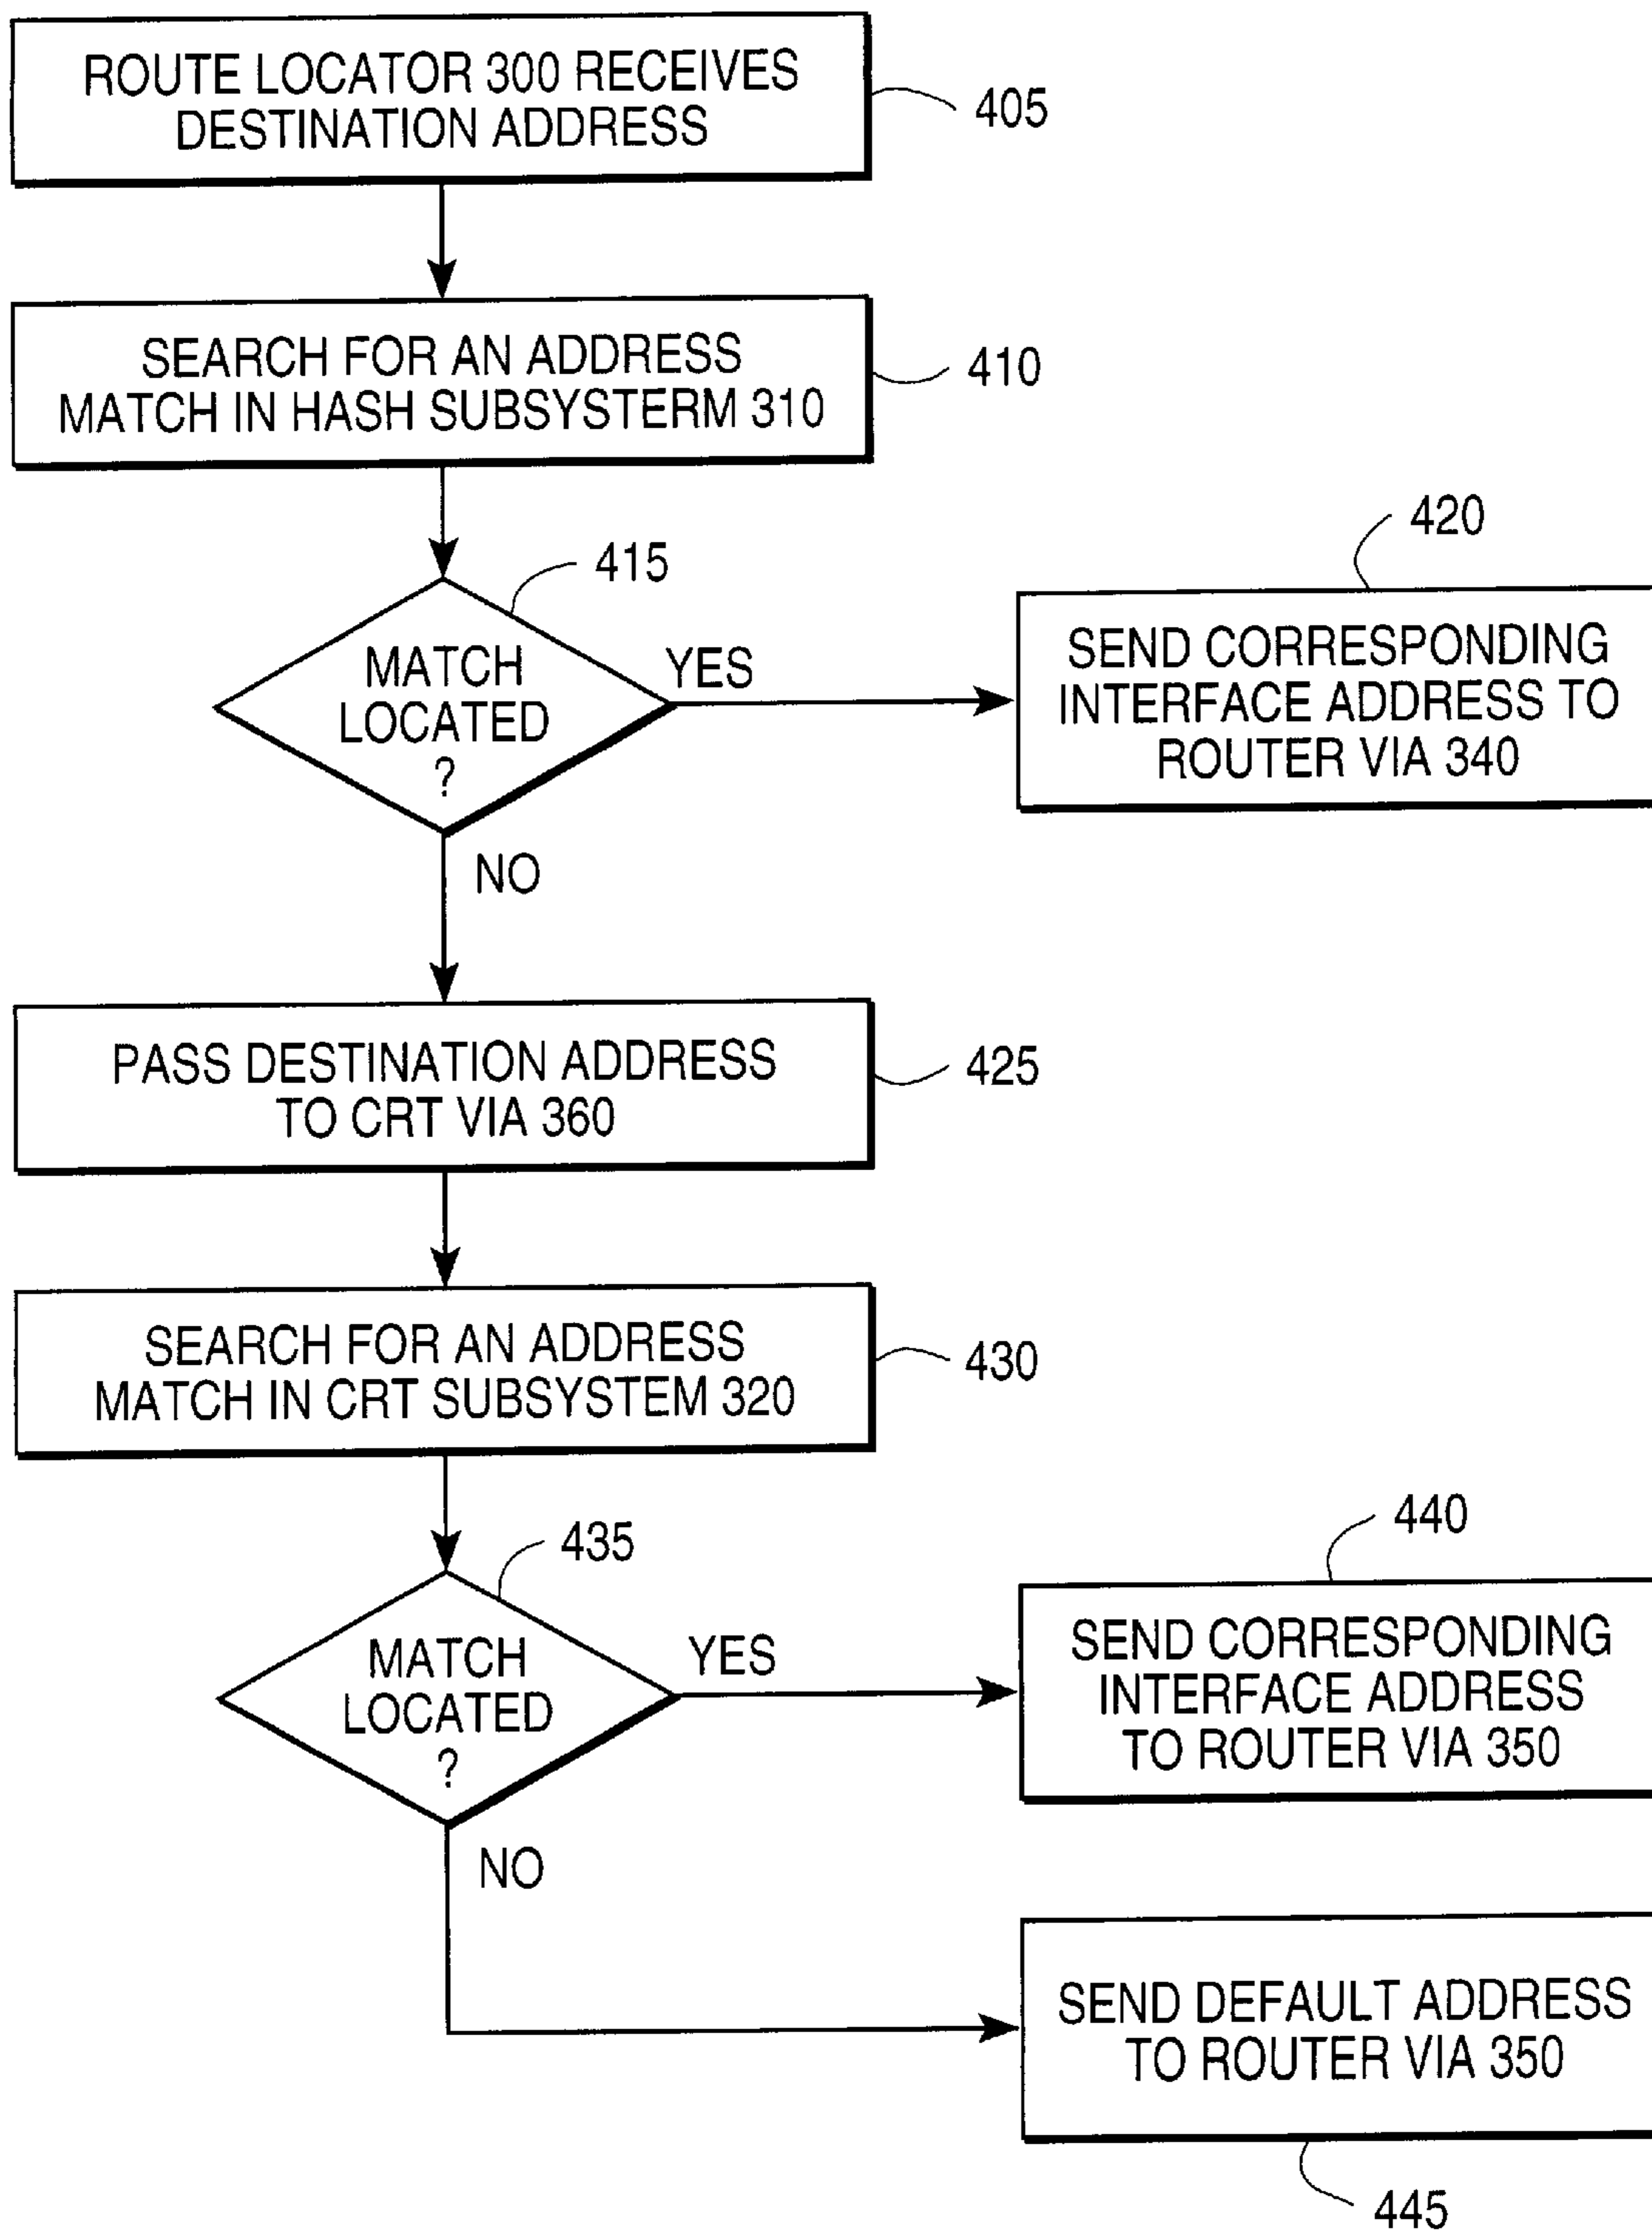 ROUTE LOCATOR 300 RECEIVES
DESTINATION ADDRESS
405
SEARCH FOR AN ADDRESS
MATCH IN HASH SUBSYSTERM 310
410
415
MATCH
LOCATED
?
YES
NO
420
SEND CORRESPONDING
INTERFACE ADDRESS TO
ROUTER VIA 340
PASS DESTINATION ADDRESS
TO CRT VIA 360
425
SEARCH FOR AN ADDRESS
MATCH IN CRT SUBSYSTEM 320
430
435
MATCH
LOCATED
?
YES
NO
440
SEND CORRESPONDING
INTERFACE ADDRESS
TO ROUTER VIA 350
SEND DEFAULT ADDRESS
TO ROUTER VIA 350
445